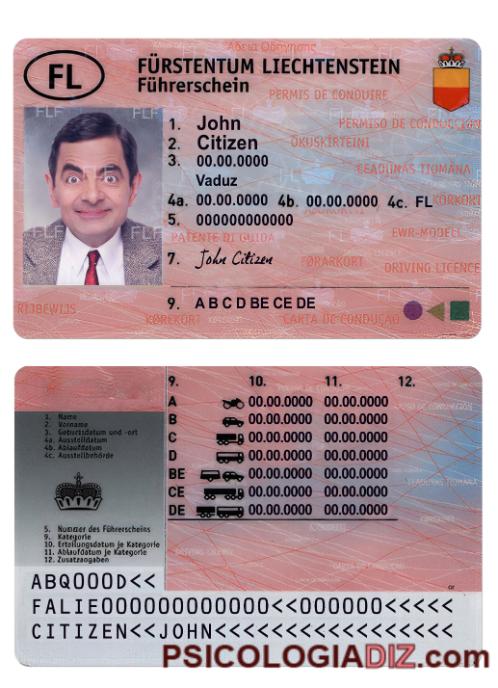 Άδεια Οδήγησης
FL
FÜRSTENTUM LIECHTENSTEIN
Führerschein
PERMIS DE CONDUIRE
1. John
PERMISO DE CONDUCCIÓN
2. Citizen
ÖKUSKÍRTEINI
3. 00.00.0000
Vaduz
CEADÚNAS TIOMÁNA
4a. 00.00.0000 4b. 00.00.0000 4c. FL
KÖRKORT
AJOKORTTI
5. 000000000000
PATENTE DI GUIDA
EWR-MODELL
7. John Citizen
FØRARKORT
DRIVING LICENCE
9. A B C D BE CE DE
RIJBEWIJS
KØREKORT
CARTA DE CONDUÇÃO
9. 10. 11. 12.
A 00.00.0000 00.00.0000
B 00.00.0000 00.00.0000
C 00.00.0000 00.00.0000
D 00.00.0000 00.00.0000
BE 00.00.0000 00.00.0000
CE 00.00.0000 00.00.0000
DE 00.00.0000 00.00.0000
1. Name
2. Vorname
3. Geburtsdatum und -ort
4a. Ausstelldatum
4b. Ablaufdatum
4c. Ausstellbehörde
5. Nummer des Führerscheins
9. Kategorie
10. Erteilungsdatum je Kategorie
11. Ablaufdatum je Kategorie
12. Zusatzangaben
ABQ000D<<
FALIE0000000000000<<000000<<<<<
CITIZEN<<JOHN<<<<<<<<<<<<<<<<<
PSICOLOGIADIZ.com